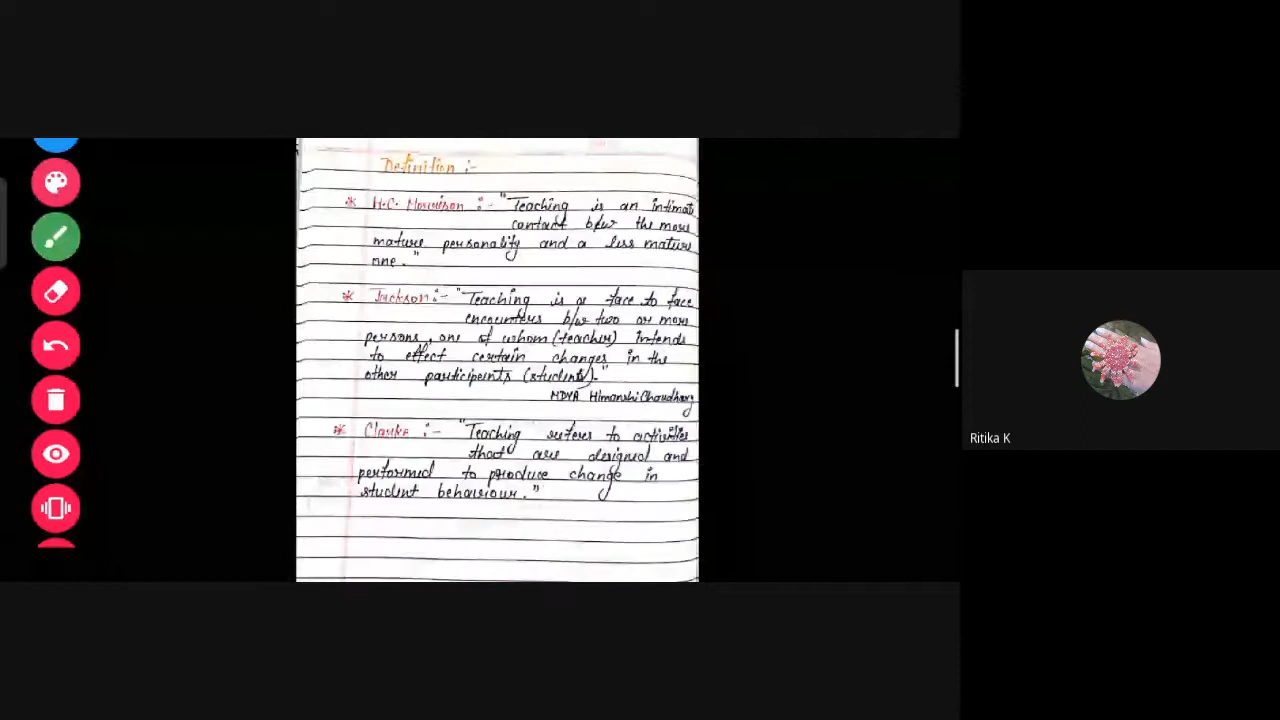 Definition :-
* H.C. Morrison :- "Teaching is an intimat
contact b/w the more
mature personality and a less mature
one."
* Jackson :- "Teaching is a face to face
encounters b/w two or more
persons, one of whom (teacher) intends
to effect certain changes in the
other participents (students)."
MDYA Himanshi Chaudhary
* Clarke :- "Teaching referes to activities
that are designed and
performed to produce change in
student behaviour."
Ritika K